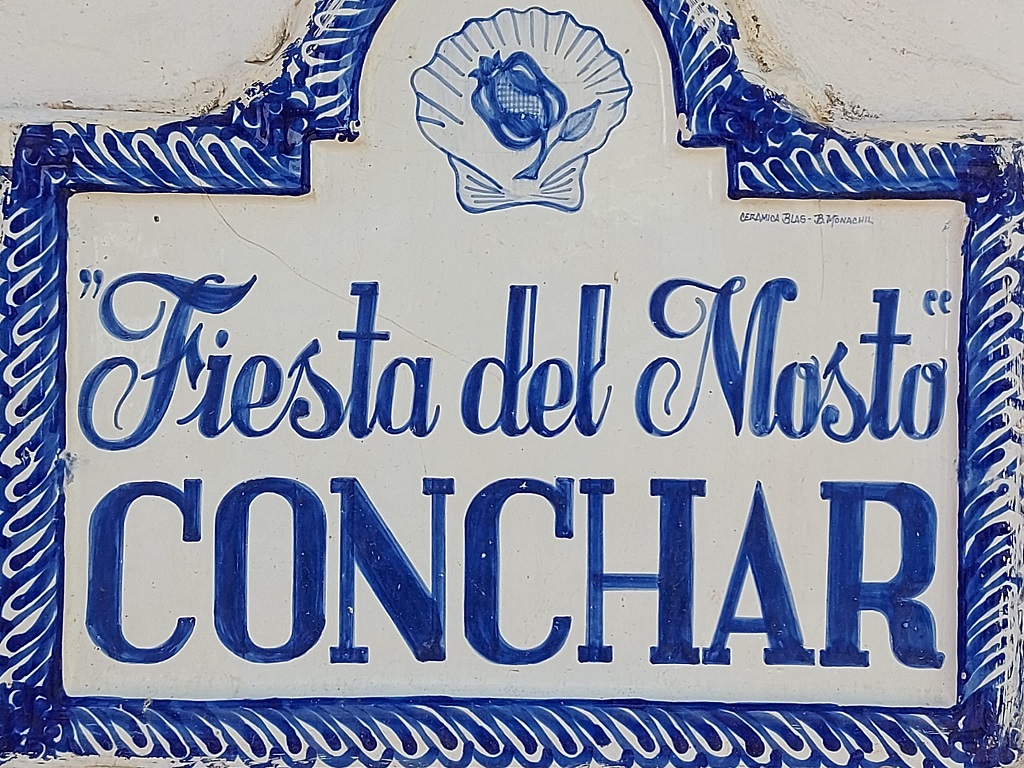 CERAMICA BLAS - B. MONACHIL
"Fiesta del Mosto"
CONCHAR